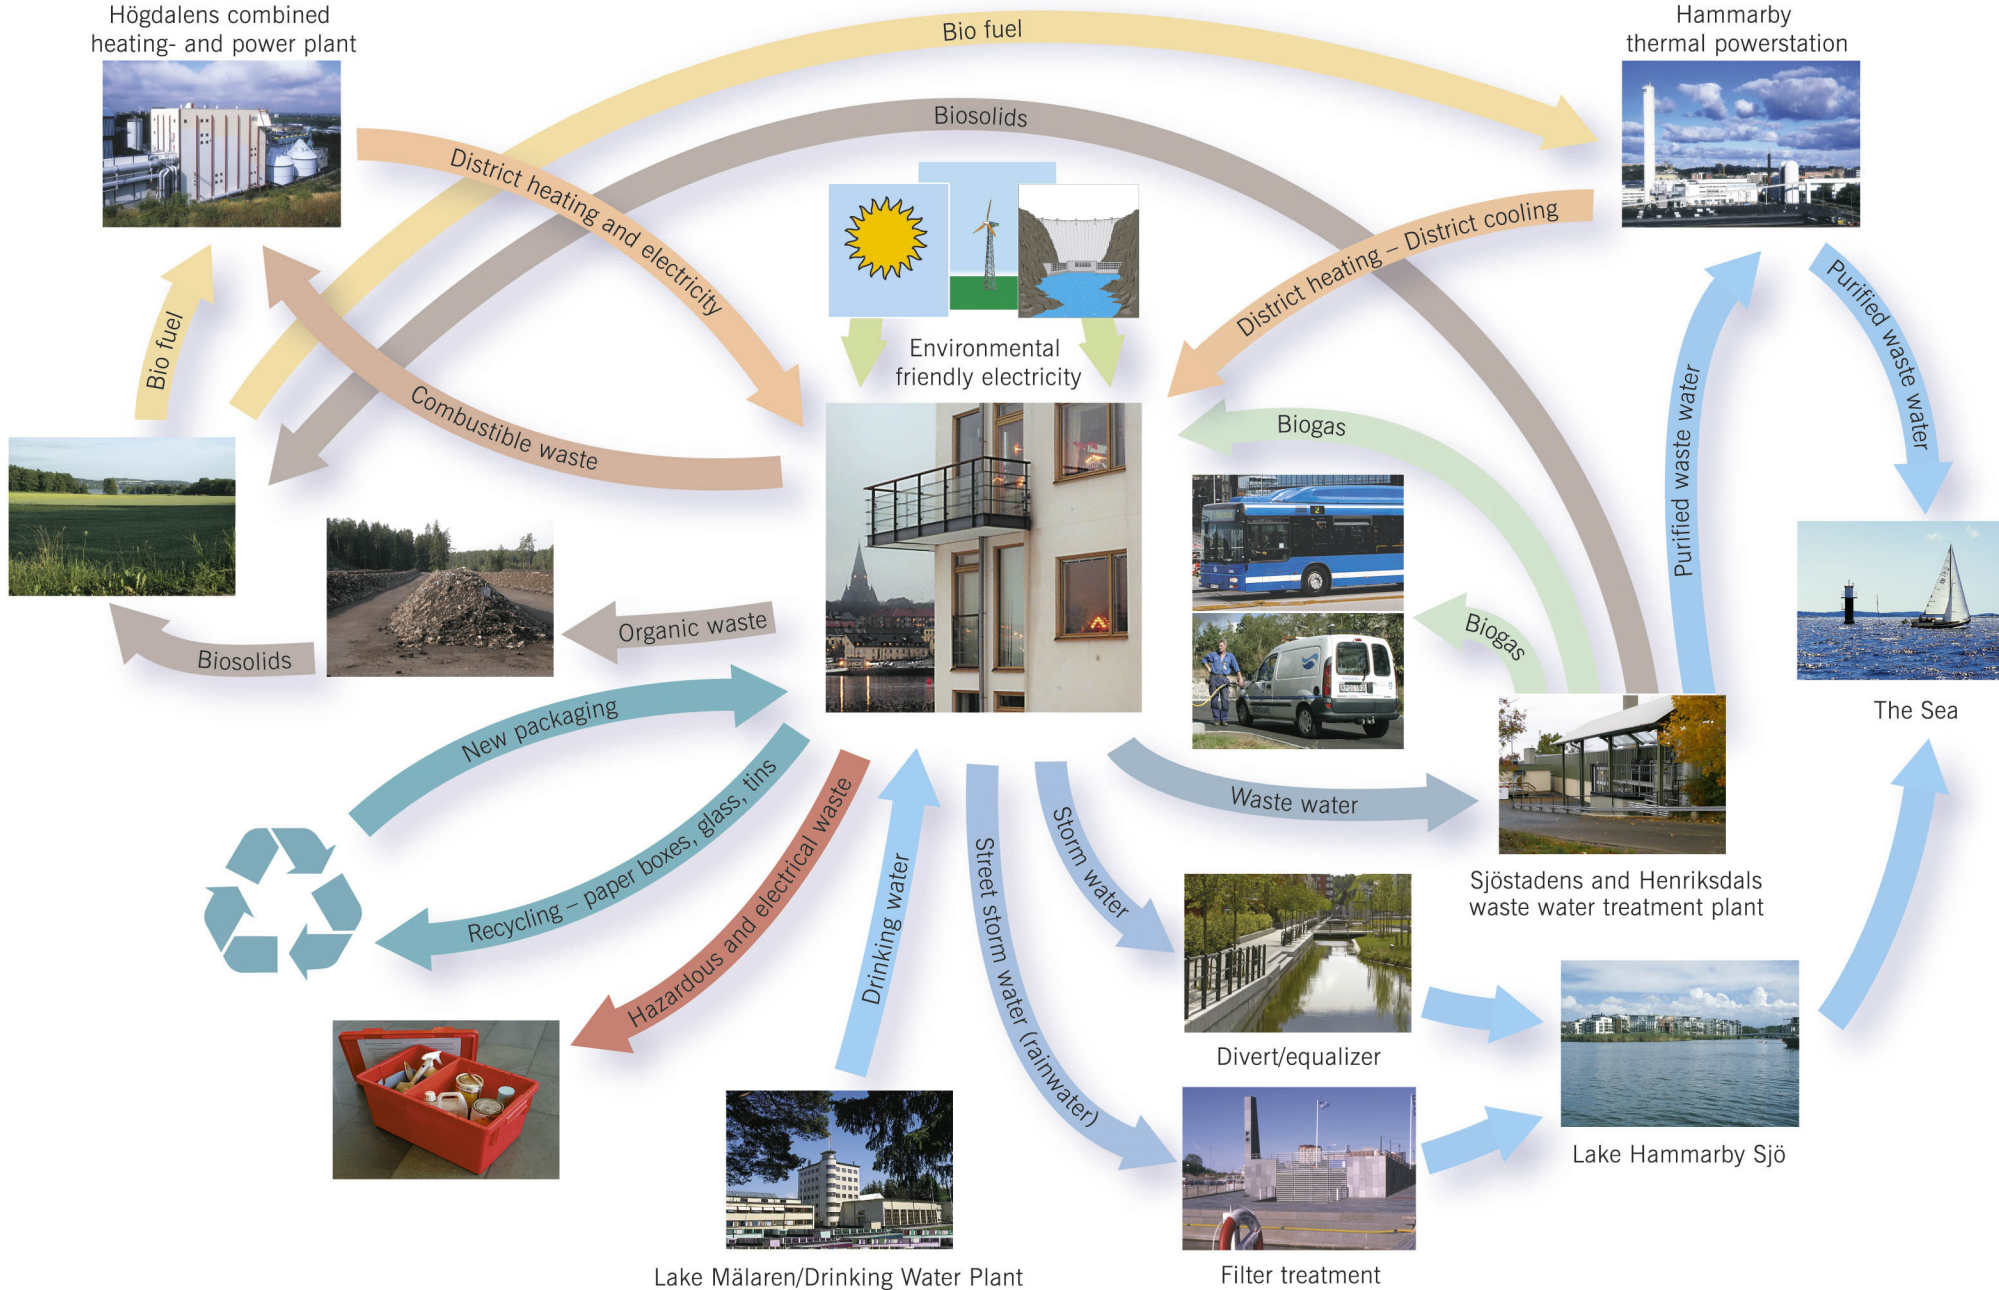 Högdalens combined
heating- and power plant
Hammarby
thermal powerstation
Bio fuel
Biosolids
District heating and electricity
District heating – District cooling
Purified waste water
Bio fuel
Environmental
friendly electricity
Combustible waste
Biogas
Purified waste water
Biogas
Organic waste
Biosolids
The Sea
New packaging
Recycling – paper boxes, glass, tins
Hazardous and electrical waste
Drinking water
Street storm water (rainwater)
Storm water
Waste water
Sjöstadens and Henriksdals
waste water treatment plant
Divert/equalizer
Lake Hammarby Sjö
Lake Mälaren/Drinking Water Plant
Filter treatment